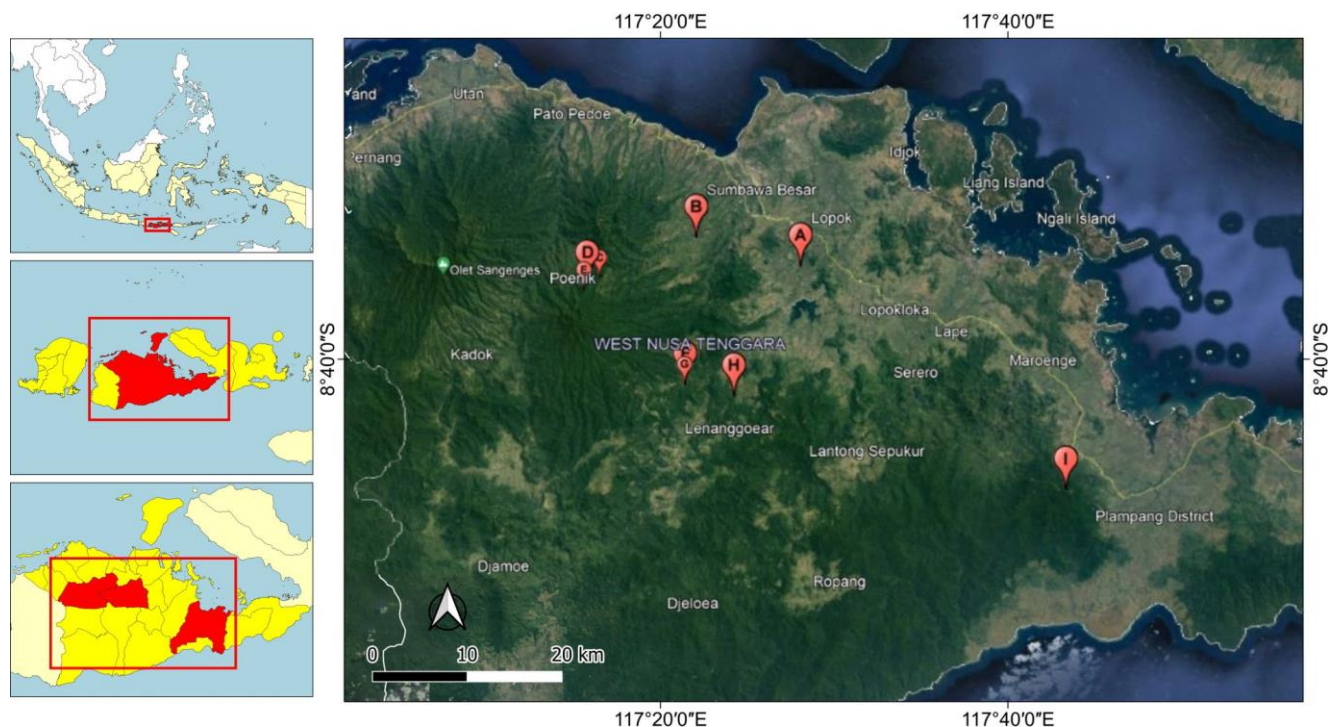 117°20′0″E
117°40′0″E
and
Utan
Pato Pedoe
Pernang
Idjok
Liang Island
Sumbawa Besar
B
Ngali Island
Lopok
A
D
C
E
Olet Sangenges
Poenik
Lopokloka
Lape
8°40′0″S
WEST NUSA TENGGARA
Kadok
F
G
H
Maroenge
Serero
8°40′0″S
Lenanggoear
Lantong Sepukur
I
Plampang District
Djamoe
Ropang
Djeloea
0
10
20 km
117°20′0″E
117°40′0″E